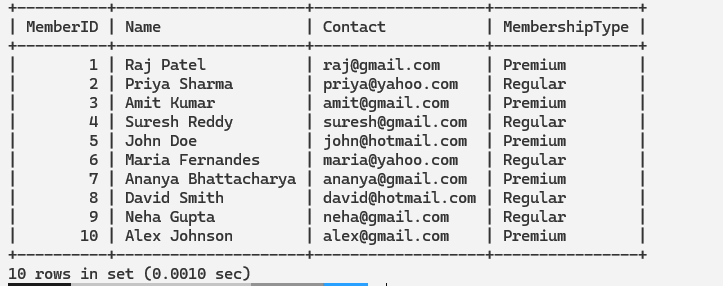 +----------+---------------------+-------------------+----------------+
| MemberID | Name                | Contact           | MembershipType |
+----------+---------------------+-------------------+----------------+
|        1 | Raj Patel           | raj@gmail.com     | Premium        |
|        2 | Priya Sharma        | priya@yahoo.com   | Regular        |
|        3 | Amit Kumar          | amit@gmail.com    | Premium        |
|        4 | Suresh Reddy        | suresh@gmail.com  | Regular        |
|        5 | John Doe            | john@hotmail.com  | Premium        |
|        6 | Maria Fernandes     | maria@yahoo.com   | Regular        |
|        7 | Ananya Bhattacharya | ananya@gmail.com  | Premium        |
|        8 | David Smith         | david@hotmail.com | Regular        |
|        9 | Neha Gupta          | neha@gmail.com    | Regular        |
|       10 | Alex Johnson        | alex@gmail.com    | Premium        |
+----------+---------------------+-------------------+----------------+
10 rows in set (0.0010 sec)